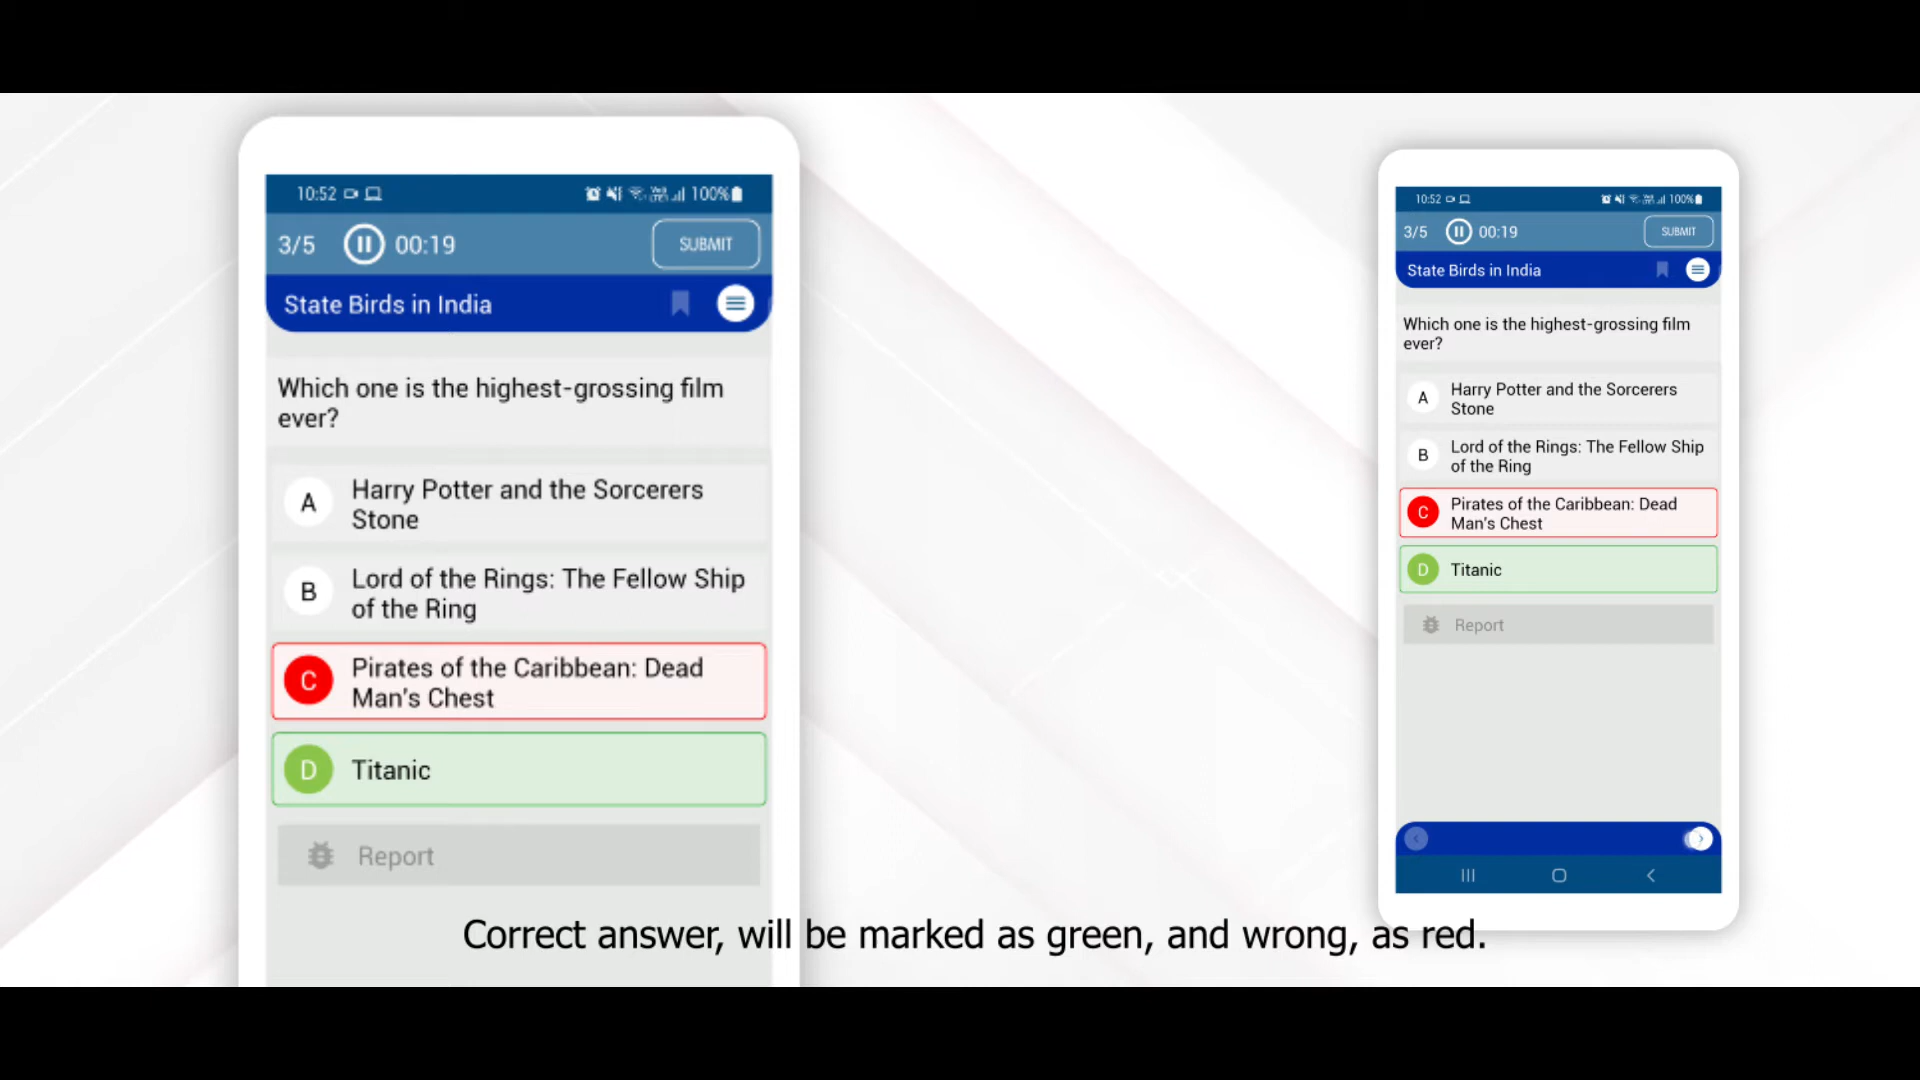 10:52
100%
3/5
00:19
SUBMIT
State Birds in India
Which one is the highest-grossing film
ever?
A
Harry Potter and the Sorcerers
Stone
B
Lord of the Rings: The Fellow Ship
of the Ring
C
Pirates of the Caribbean: Dead
Man's Chest
D
Titanic
Report
10:52
100%
3/5
00:19
SUBMIT
State Birds in India
Which one is the highest-grossing film
ever?
A
Harry Potter and the Sorcerers
Stone
B
Lord of the Rings: The Fellow Ship
of the Ring
C
Pirates of the Caribbean: Dead
Man's Chest
D
Titanic
Report
Correct answer, will be marked as green, and wrong, as red.